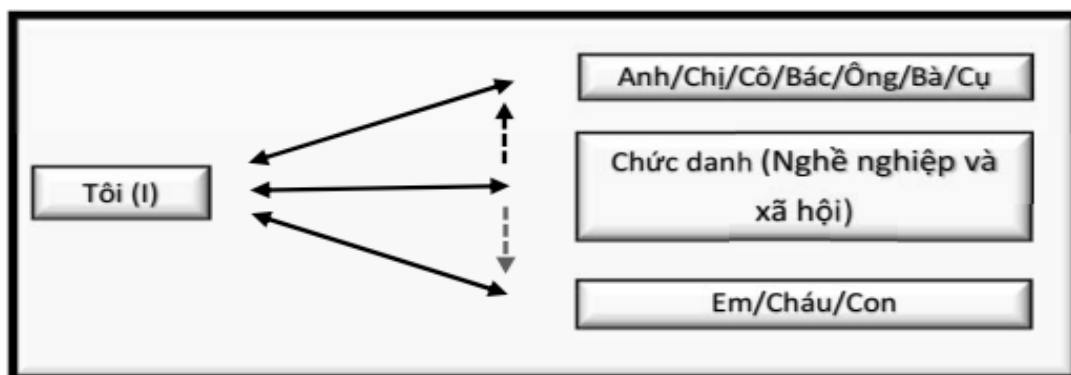 Anh/Chị/Cô/Bác/Ông/Bà/Cụ
Tôi (I)
Chức danh (Nghề nghiệp và
xã hội)
Em/Cháu/Con